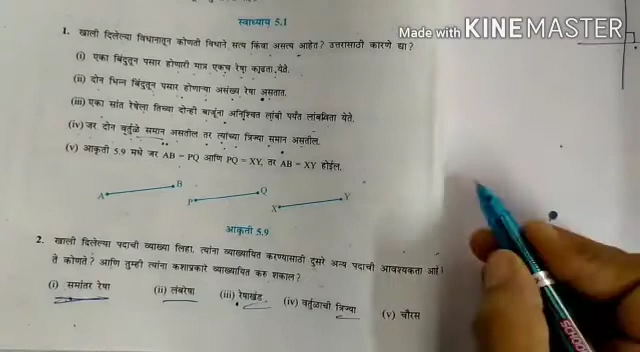 Made with KINEMASTER
स्वाध्याय 5.1
1. खाली दिलेल्या विधानातून कोणती विधाने सत्य किंवा असत्य आहेत? उत्तरासाठी कारणे द्या?
(i) एका बिंदुतून पसार होणारी मात्र एकच रेषा काढता येते.
(ii) दोन भिन्न बिंदुतून पसार होणाऱ्या असंख्य रेषा असतात.
(iii) एका सांत रेषेला तिच्या दोन्ही बाजूंना अनिश्चित लांबी पर्यंत लांबविता येते.
(iv) जर दोन वर्तुळे समान असतील तर त्यांच्या त्रिज्या समान असतील.
(v) आकृती 5.9 मधे जर AB = PQ आणि PQ = XY, तर AB = XY होईल.
A B P Q X Y
आकृती 5.9
2. खाली दिलेल्या पदाची व्याख्या लिहा. त्यांना व्याख्यायित करण्यासाठी दुसरे अन्य पदाची आवश्यकता आहे
ते कोणते? आणि तुम्ही त्यांना कशाप्रकारे व्याख्यायित करु शकाल?
(i) समांतर रेषा (ii) लंबरेषा (iii) रेषाखंड (iv) वर्तुळाची त्रिज्या (v) चौरस
SCHOO